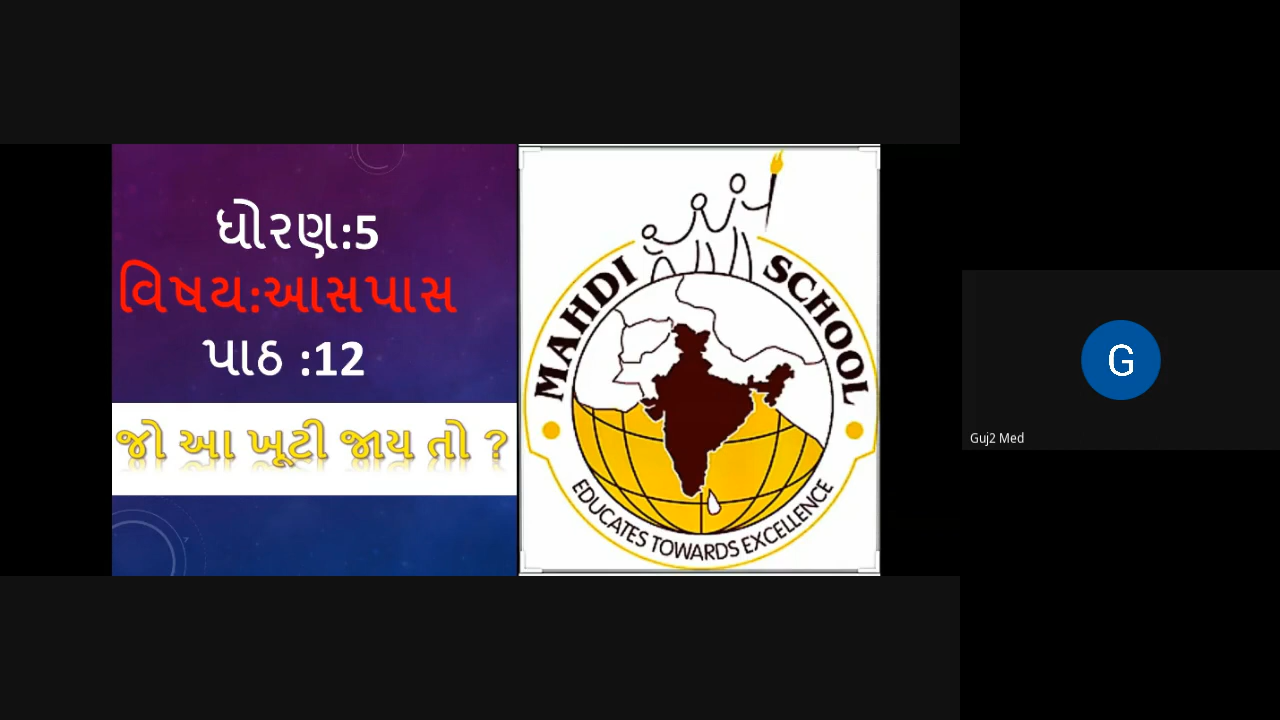 ધોરણ:5
વિષય:આસપાસ
પાઠ :12
જો આ ખૂટી જાય તો ?
MAHDI SCHOOL
EDUCATES TOWARDS EXCELLENCE
G
Guj2 Med